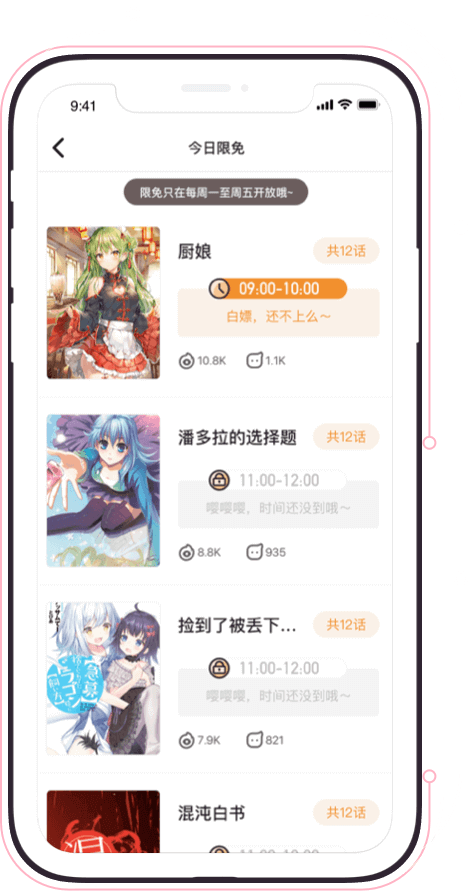 9:41
今日限免
限免只在每周一至周五开放哦~
厨娘
共12话
09:00-10:00
白嫖，还不上么～
10.8K
1.1K
潘多拉的选择题
共12话
11:00-12:00
嘤嘤嘤，时间还没到哦～
8.8K
935
捡到了被丢下...
共12话
11:00-12:00
嘤嘤嘤，时间还没到哦～
7.9K
821
混沌白书
共12话